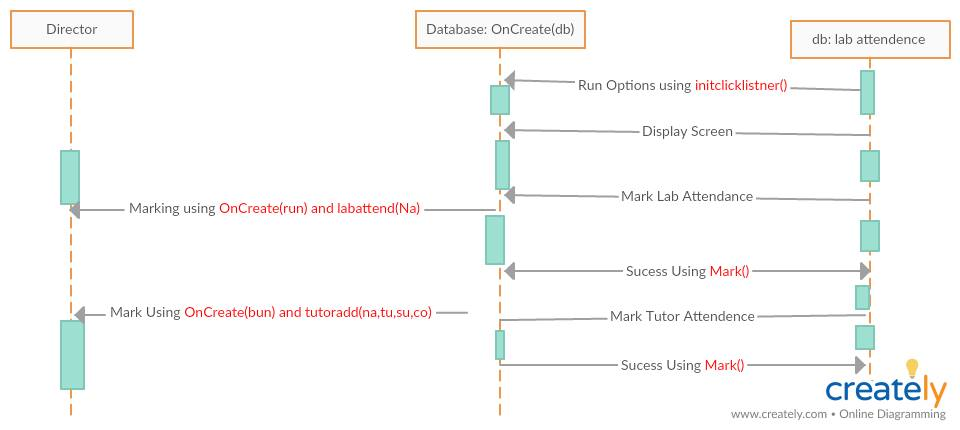 Director
Database: OnCreate(db)
db: lab attendence
Run Options using initclicklistner()
Display Screen
Mark Lab Attendance
Marking using OnCreate(run) and labattend(Na)
Sucess Using Mark()
Mark Using OnCreate(bun) and tutoradd(na,tu,su,co)
Mark Tutor Attendence
Sucess Using Mark()
creately
www.creately.com • Online Diagramming